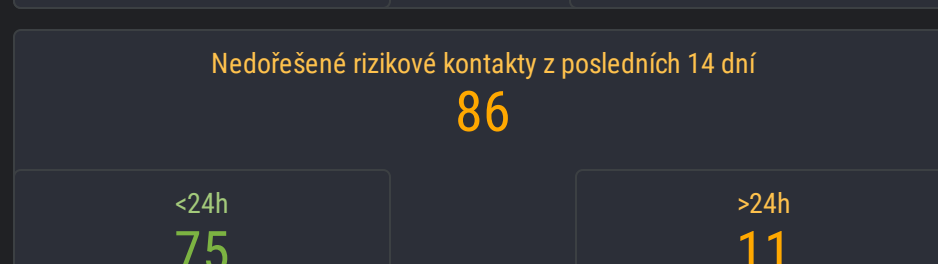 Nedořešené rizikové kontakty z posledních 14 dní
86
<24h
>24h
75
11